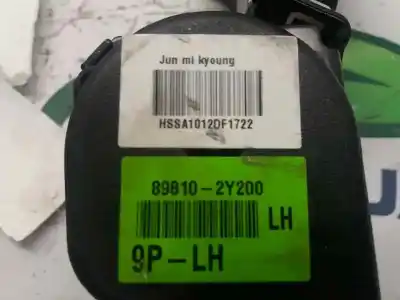 Jun mi kyeung
HSSA1012DF1722
89810-2Y200
LH
9P-LH